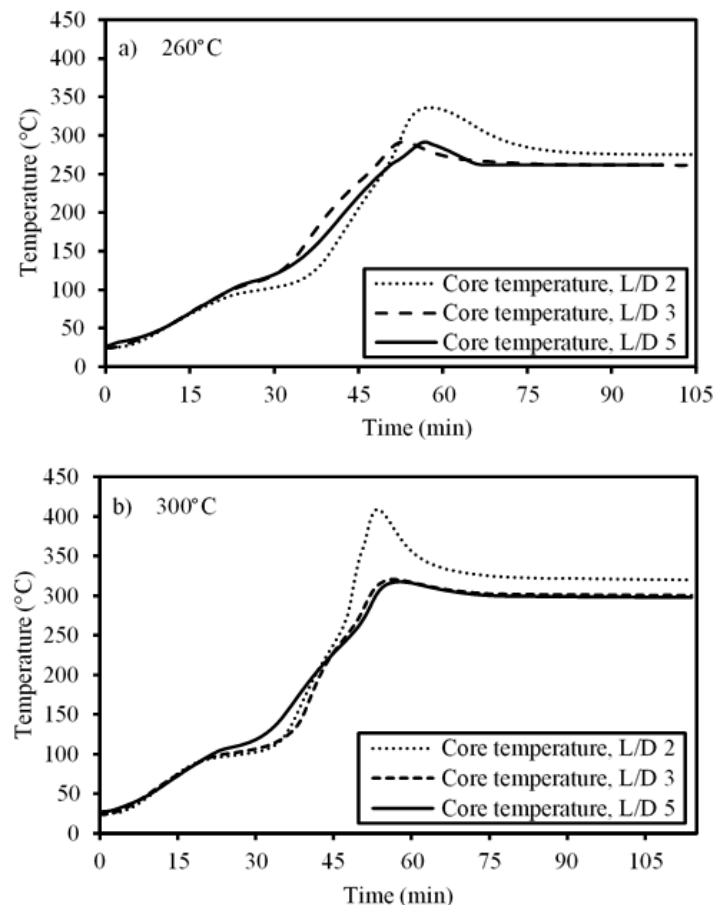 450
a) 260°C
400
350
300
250
200
150
100
50
0
Temperature (°C)
Core temperature, L/D 2
Core temperature, L/D 3
Core temperature, L/D 5
0 15 30 45 60 75 90 105
Time (min)
450
b) 300°C
400
350
300
250
200
150
100
50
0
Temperature (°C)
Core temperature, L/D 2
Core temperature, L/D 3
Core temperature, L/D 5
0 15 30 45 60 75 90 105
Time (min)